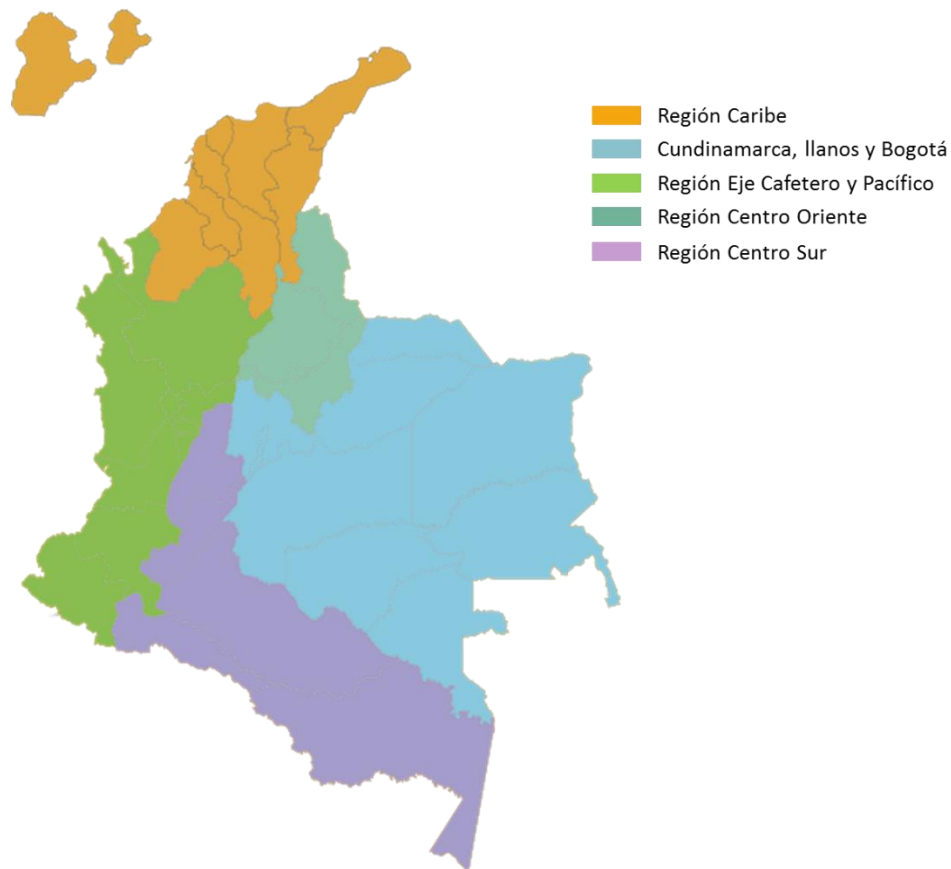 Región Caribe
Cundinamarca, llanos y Bogotá
Región Eje Cafetero y Pacífico
Región Centro Oriente
Región Centro Sur